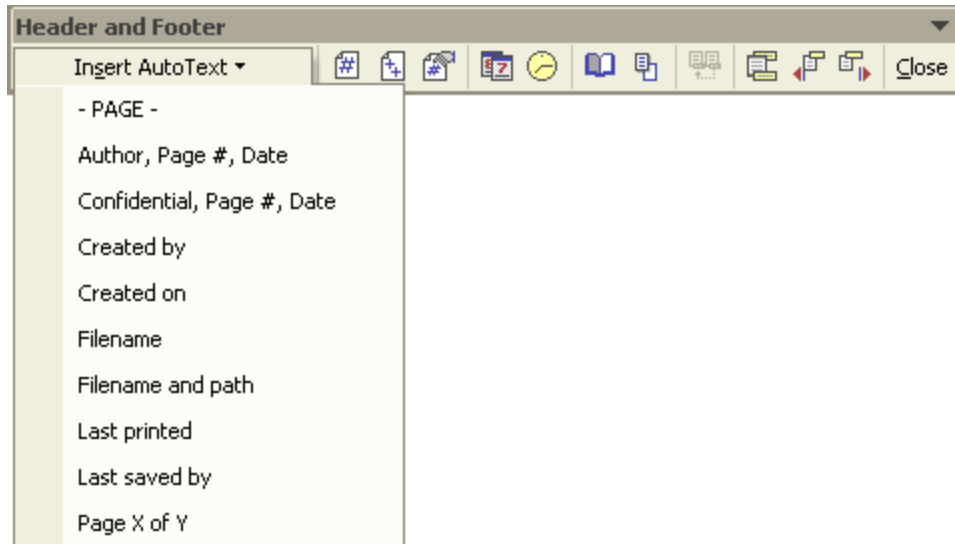 Header and Footer
Insert AutoText Close
- PAGE -
Author, Page #, Date
Confidential, Page #, Date
Created by
Created on
Filename
Filename and path
Last printed
Last saved by
Page X of Y